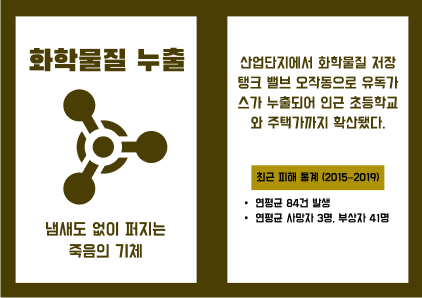 화학물질 누출
냄새도 없이 퍼지는
죽음의 기체
산업단지에서 화학물질 저장
탱크 밸브 오작동으로 유독가
스가 누출되어 인근 초등학교
와 주택가까지 확산됐다.
최근 피해 통계 (2015-2019)
• 연평균 84건 발생
• 연평균 사망자 3명, 부상자 41명